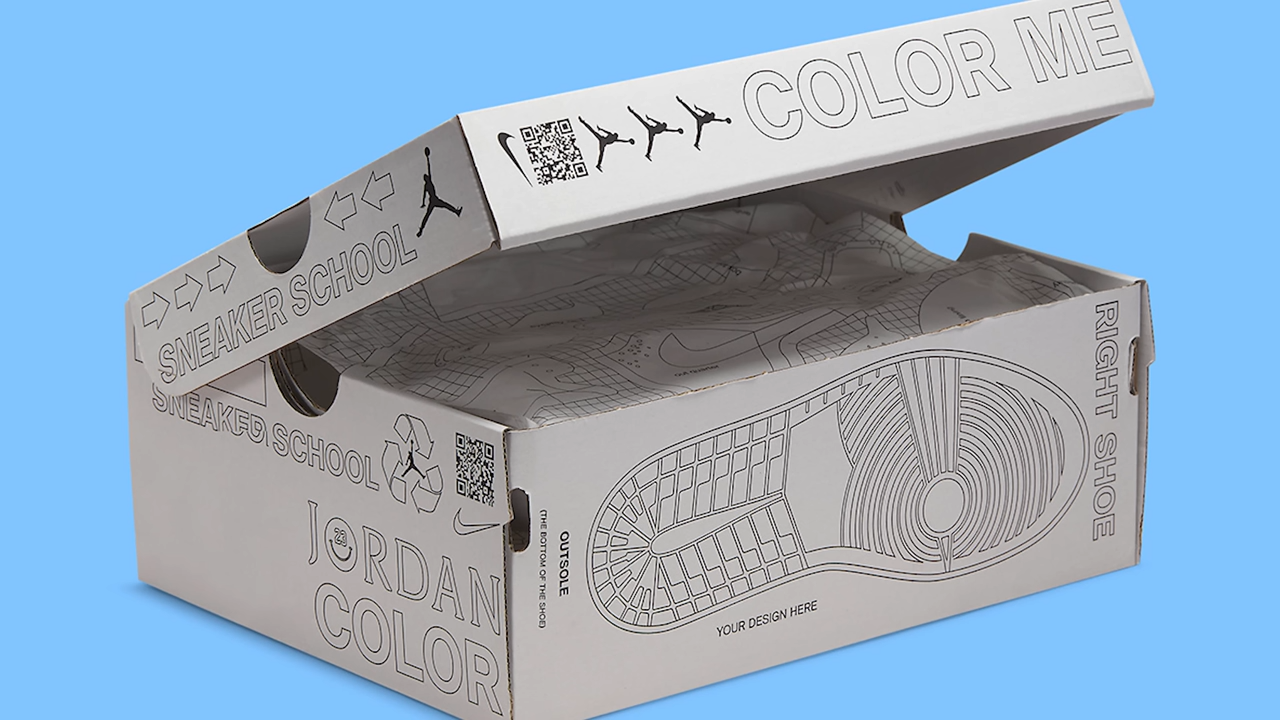 COLOR ME
SNEAKER SCHOOL
SNEAKER SCHOOL
JORDAN
23
COLOR
OUTSOLE
(THE BOTTOM OF THE SHOE)
YOUR DESIGN HERE
RIGHT SHOE